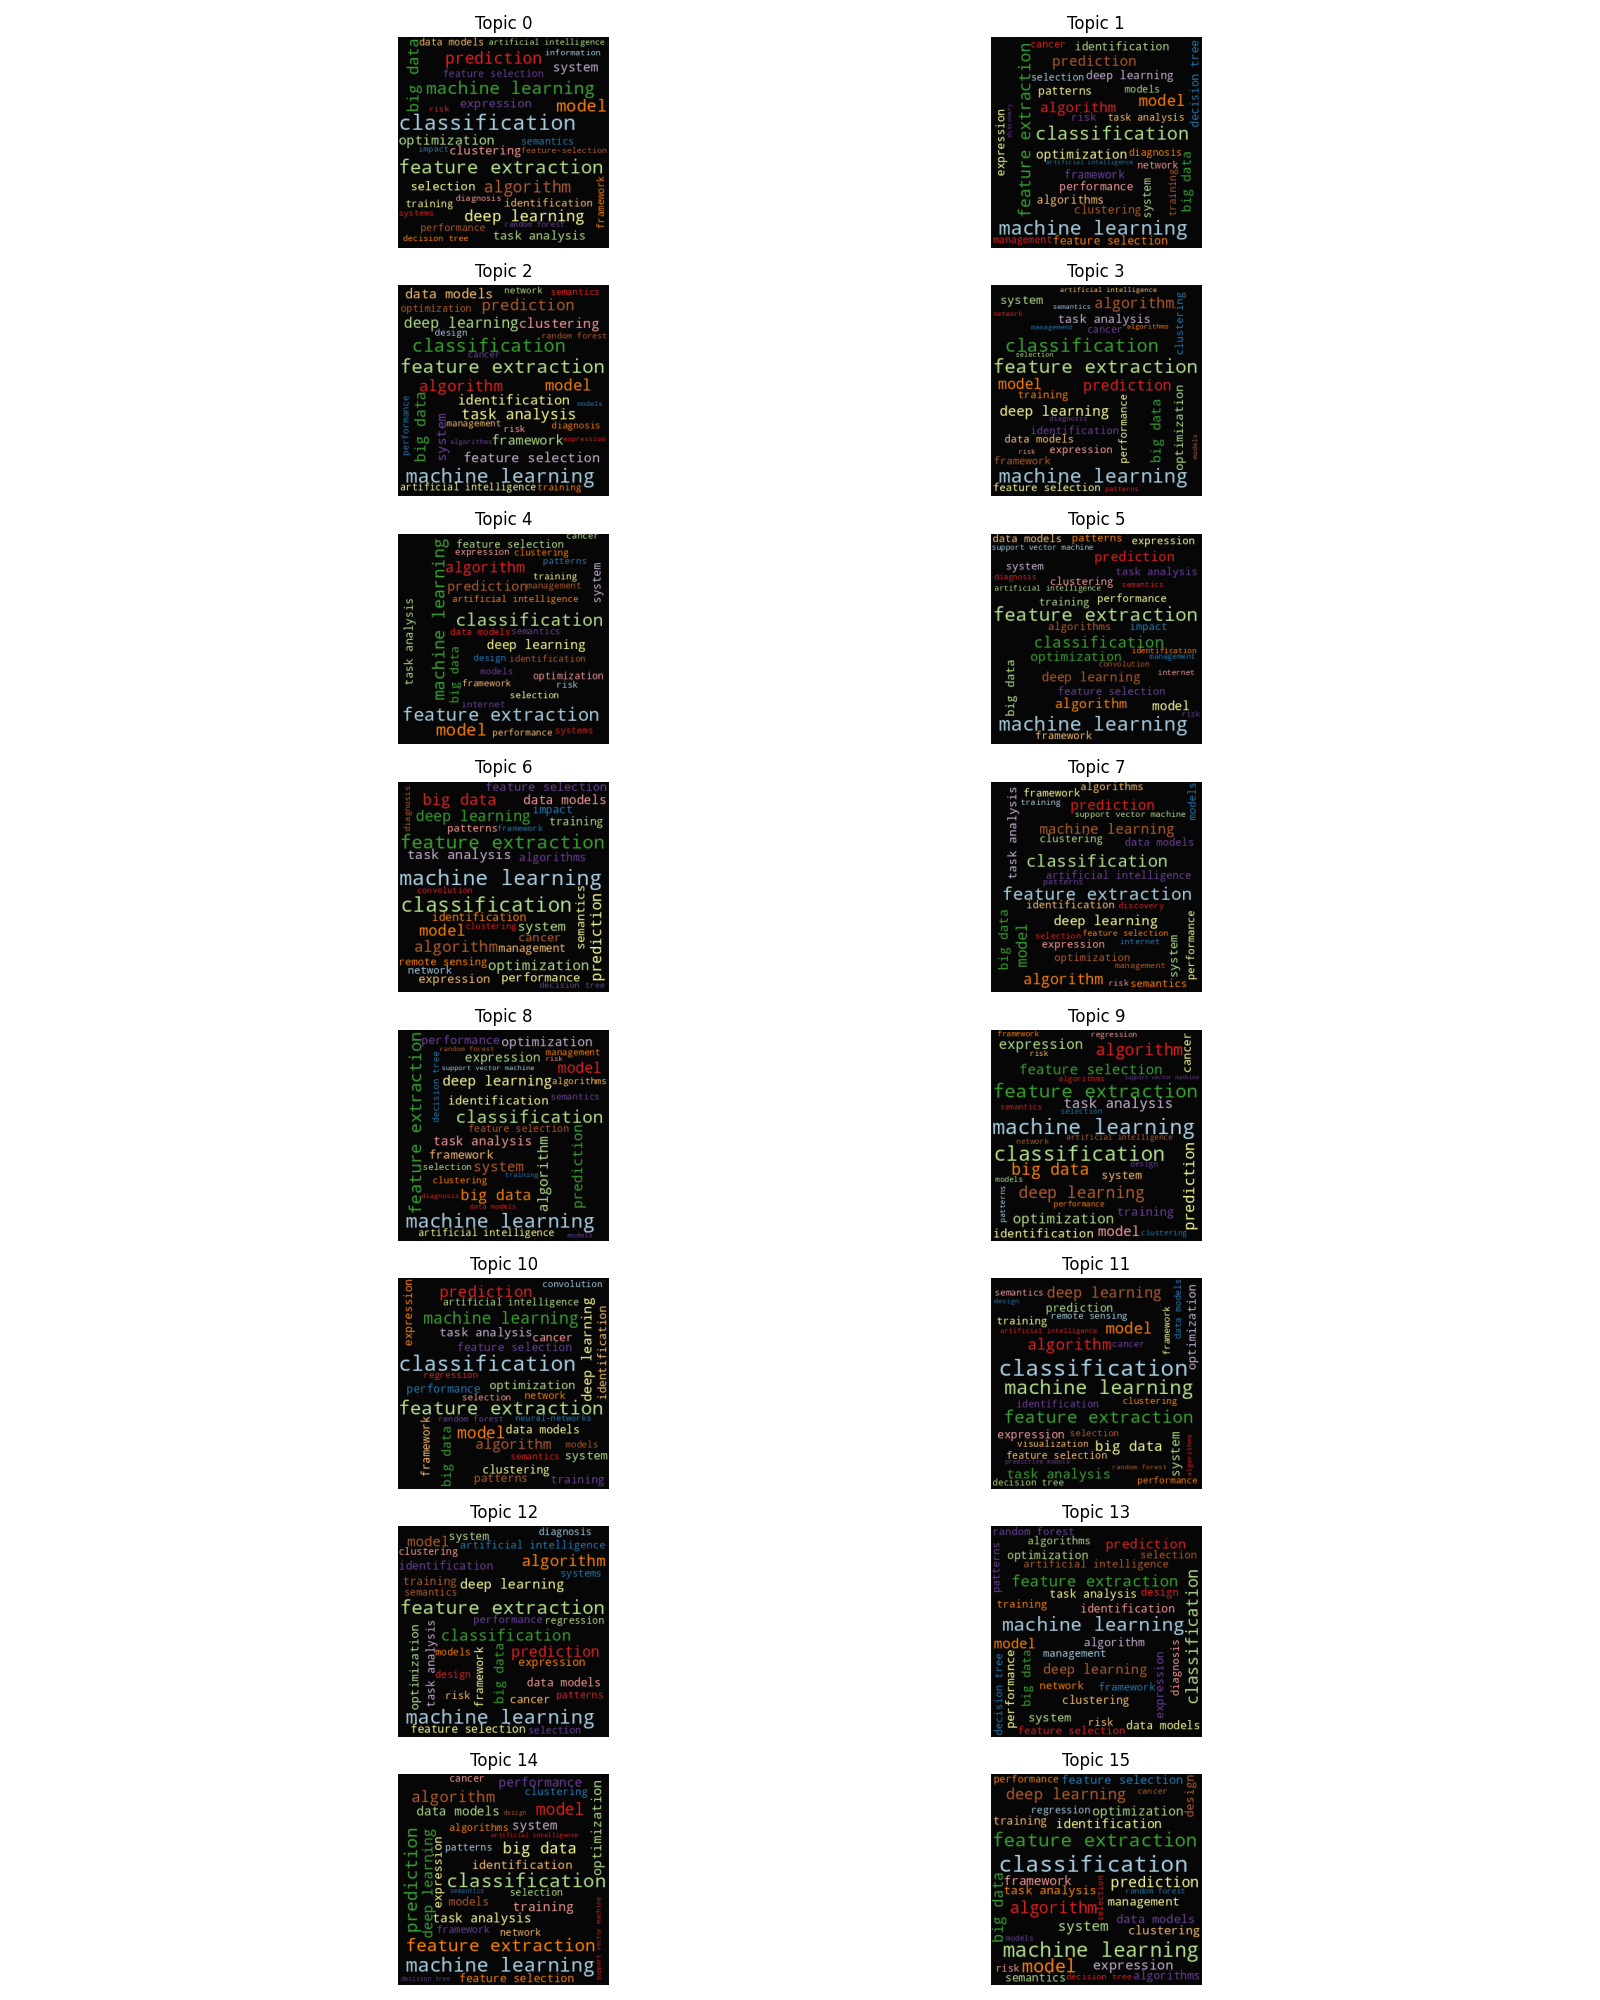 Topic 0
data models artificial intelligence
big data
prediction information
feature selection system
machine learning
risk expression model
classification
optimization semantics
impact clustering feature-selection
feature extraction
selection algorithm
framework
training diagnosis identification
systems deep learning
performance random forest
decision tree task analysis
Topic 1
cancer identification
feature extraction
decision tree
prediction
selection deep learning
patterns models
algorithm model
expression
discovery
risk task analysis
classification
optimization diagnosis
artificial intelligence network
framework
training
big data
performance
system
algorithms
clustering
machine learning
management feature selection
Topic 2
data models network semantics
optimization prediction
deep learning clustering
design random forest
classification
cancer
feature extraction
algorithm model
performance
big data
identification models
system
task analysis
management risk diagnosis
algorithms framework expression
feature selection
machine learning
artificial intelligence training
Topic 3
artificial intelligence
system semantics algorithm
clustering
network task analysis
management cancer algorithms
classification
selection
feature extraction
model prediction
training
performance
big data
optimization
deep learning
diagnosis
identification
data models
models
risk expression
framework
machine learning
feature selection patterns
Topic 4
cancer
feature selection
machine learning
expression clustering
algorithm patterns
system
training
prediction management
artificial intelligence
task analysis
classification
data models semantics
deep learning
big data
design identification
models optimization
framework risk
selection
internet
feature extraction
model performance systems
Topic 5
data models patterns expression
support vector machine
prediction
system task analysis
diagnosis clustering semantics
artificial intelligence
training performance
feature extraction
algorithms impact
classification
identification
optimization management
convolution
big data
deep learning internet
feature selection
algorithm model
risk
machine learning
framework
Topic 6
feature selection
diagnosis
big data data models
deep learning impact
patterns framework training
feature extraction
task analysis algorithms
machine learning
convolution
semantics
prediction
classification
identification
model clustering system
cancer
algorithm management
remote sensing optimization
network
expression performance
decision tree
Topic 7
algorithms
task analysis
framework
models
training prediction
support vector machine
machine learning
clustering data models
classification
artificial intelligence
patterns
feature extraction
identification discovery
big data
model
deep learning
performance
selection feature selection
system
expression internet
optimization
management
algorithm risk semantics
Topic 8
feature extraction
performance optimization
random forest management
decision tree
expression risk
support vector machine model
deep learning algorithms
identification semantics
classification
feature selection
prediction
task analysis
algorithm
framework
selection system
training
clustering
diagnosis big data
data models
machine learning
artificial intelligence models
Topic 9
framework regression
cancer
expression algorithm
risk
feature selection
algorithms support vector machine
feature extraction
semantics task analysis
selection
machine learning
network artificial intelligence
classification
prediction
big data design
models system
patterns
deep learning
performance
optimization training
identification model clustering
Topic 10
expression
convolution
prediction
artificial intelligence
deep learning
identification
machine learning
task analysis cancer
feature selection
classification
regression
performance optimization
selection network
feature extraction
framework
random forest neural-networks
big data
model data models
algorithm models
semantics system
clustering
patterns training
Topic 11
semantics deep learning
data models
optimization
design
prediction
framework
training remote sensing
artificial intelligence model
algorithm cancer
classification
machine learning
identification clustering
feature extraction
expression selection
system
algorithms
visualization big data
feature selection
predictive models random forest
task analysis
decision tree performance
Topic 12
diagnosis
model system artificial intelligence
clustering
identification algorithm
systems
training deep learning
semantics
feature extraction
performance regression
optimization
task analysis
classification
framework
big data
models prediction
expression
design
data models
risk cancer patterns
machine learning
feature selection selection
Topic 13
random forest
patterns
algorithms prediction
optimization selection
artificial intelligence
classification
feature extraction
task analysis design
training identification
machine learning
model algorithm
decision tree
performance
big data
management
expression
diagnosis
deep learning
network framework
clustering
system risk
feature selection data models
Topic 14
cancer performance
algorithm clustering
optimization
data models design model
algorithms system
artificial intelligence
prediction
deep learning
expression
patterns big data
identification
classification
semantics selection
support vector machine
models training
task analysis
framework network
feature extraction
machine learning
decision tree feature selection
Topic 15
performance feature selection
design
deep learning cancer
regression optimization
training identification
feature extraction
classification
big data
framework
selection
prediction
task analysis random forest
algorithm management
data models
system clustering
models
machine learning
risk model expression
semantics decision tree algorithms